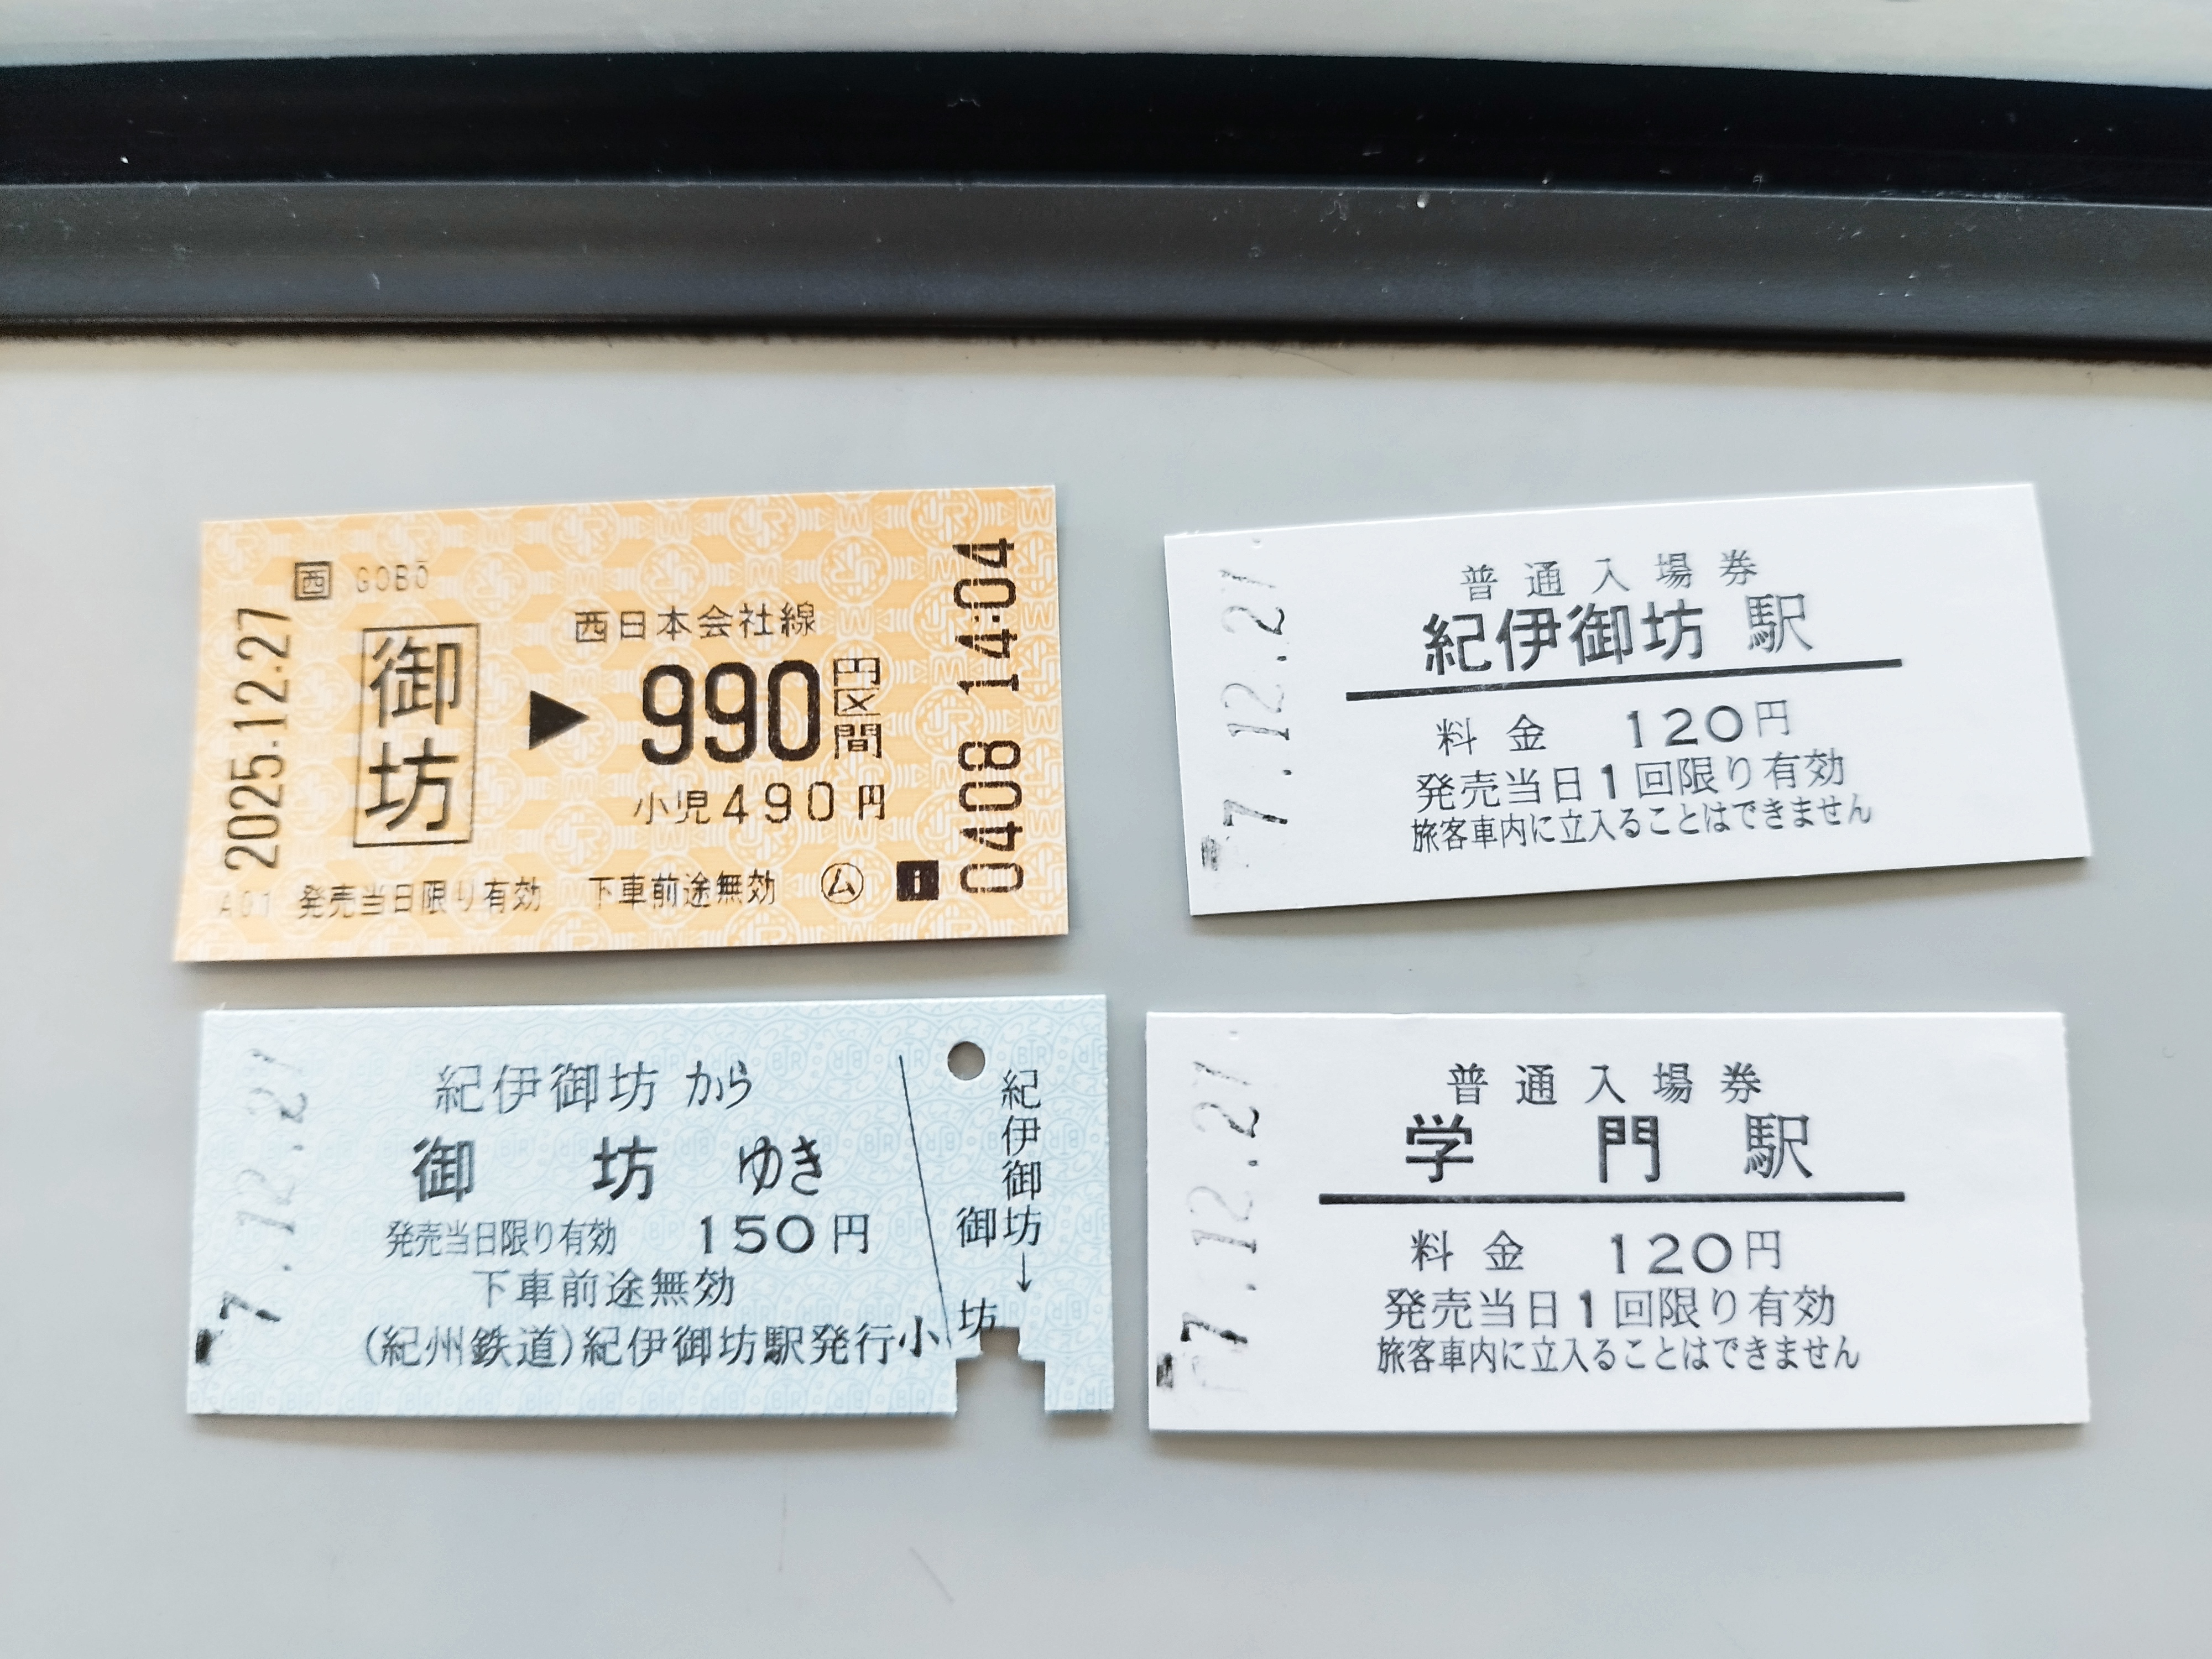 西 GOBŌ
2025.12.27
御坊
▶
西日本会社線
990円区間
小児490円
A01 発売当日限り有効 下車前途無効 ム i
0408 14:04
普通入場券
紀伊御坊 駅
料金 120円
発売当日1回限り有効
旅客車内に立入ることはできません
7.12.27
紀伊御坊 から
御坊 ゆき
発売当日限り有効 150円
下車前途無効
(紀州鉄道)紀伊御坊駅発行
小
紀伊御坊→
御坊
7.12.27
普通入場券
学門駅
料金 120円
発売当日1回限り有効
旅客車内に立入ることはできません
7.12.27